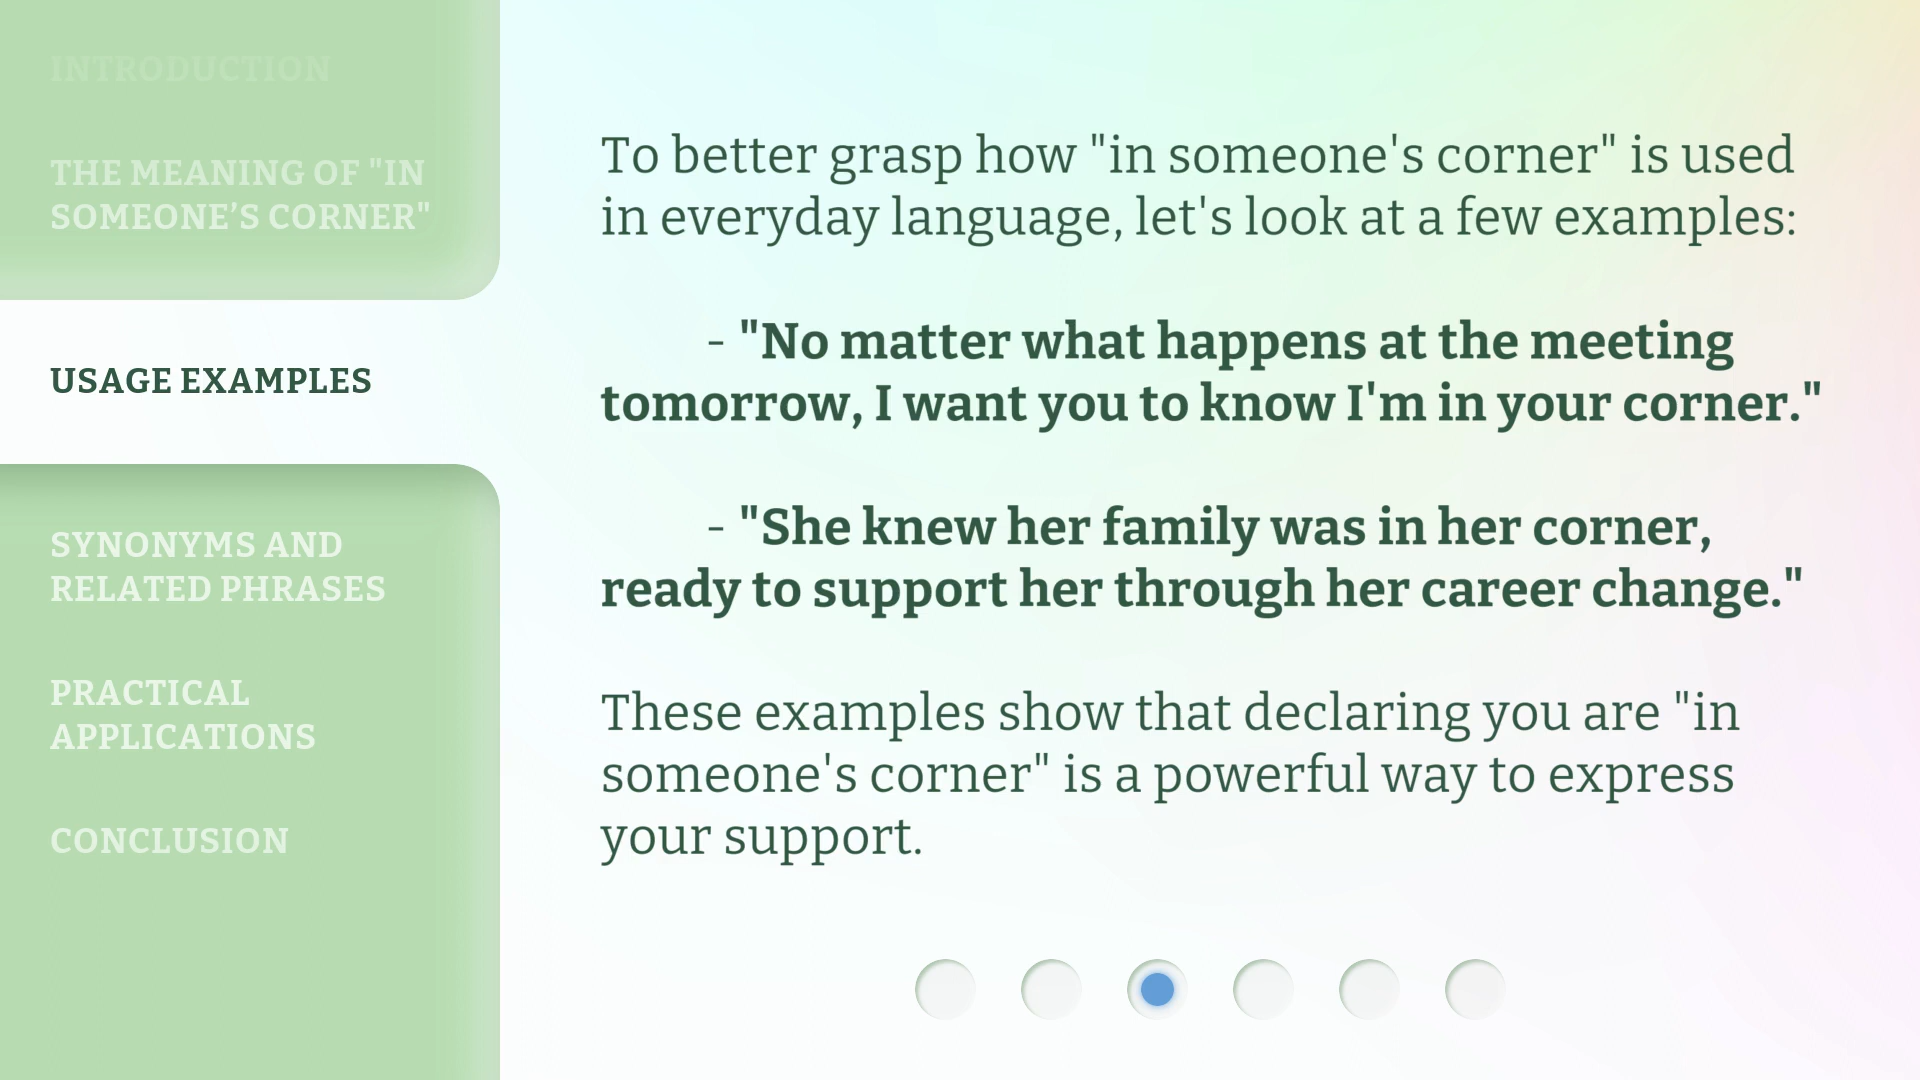 INTRODUCTION
THE MEANING OF "IN
SOMEONE’S CORNER"
USAGE EXAMPLES
SYNONYMS AND
RELATED PHRASES
PRACTICAL
APPLICATIONS
CONCLUSION
To better grasp how "in someone's corner" is used
in everyday language, let's look at a few examples:
- "No matter what happens at the meeting
tomorrow, I want you to know I'm in your corner."
- "She knew her family was in her corner,
ready to support her through her career change."
These examples show that declaring you are "in
someone's corner" is a powerful way to express
your support.